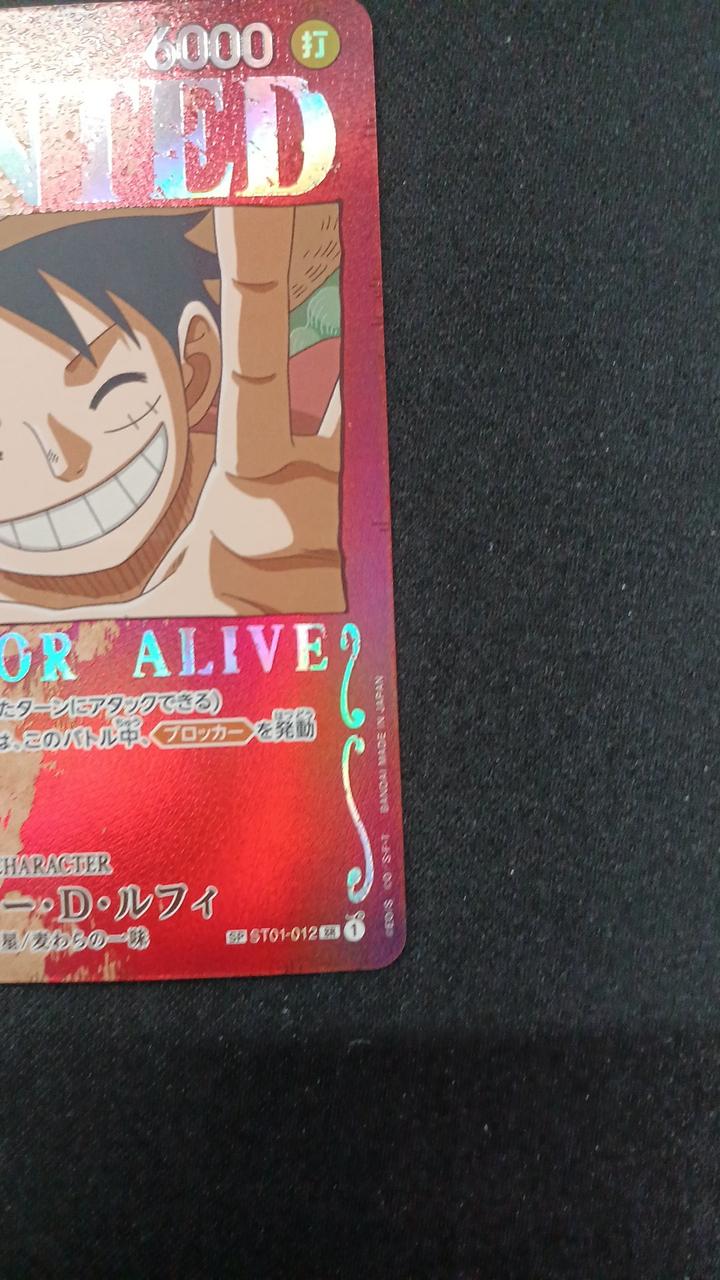 6000 打
NTED
OR ALIVE
たターンにアタックできる)
は、このバトル中、ブロッカーを発動
CHARACTER
ー・D・ルフィ
星/麦わらの一味
SP ST01-012 SR 1
BANDAI MADE IN JAPAN